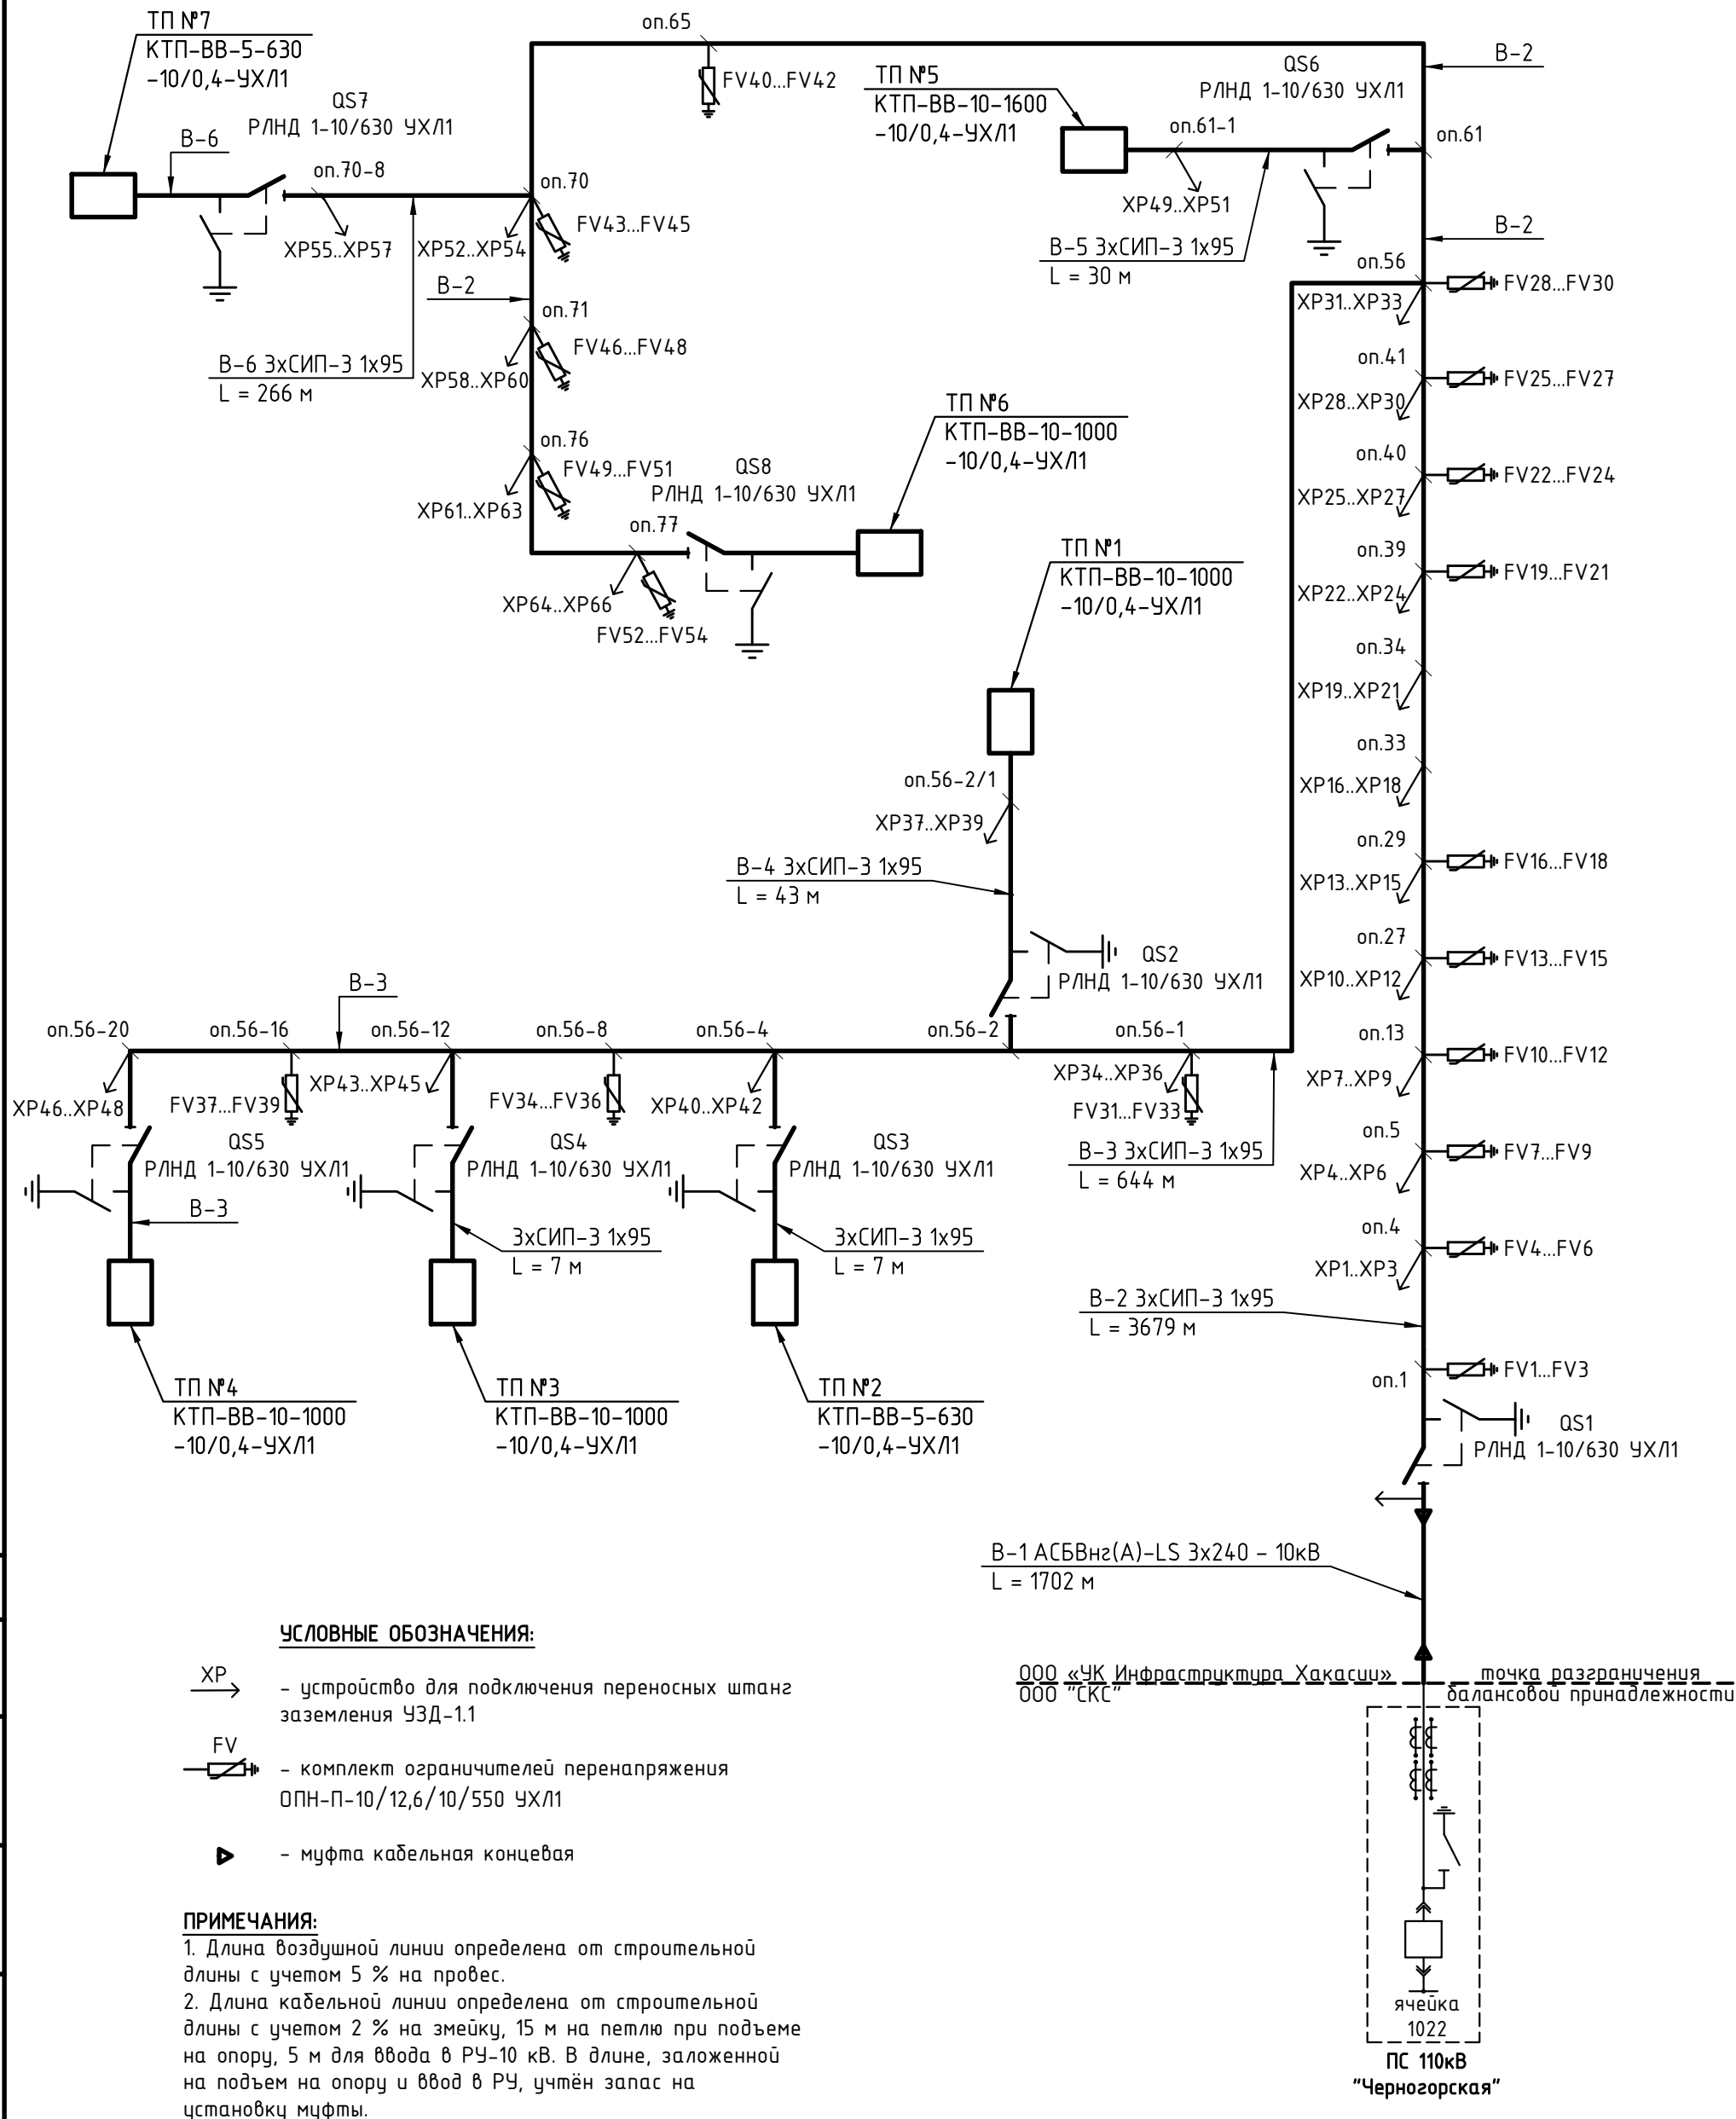 ТП №7
КТП-ВВ-5-630
-10/0,4-УХЛ1
QS7
РЛНД 1-10/630 УХЛ1
В-6
оп.70-8
ХР55..ХР57
В-6 3хСИП-3 1х95
L = 266 м
оп.65
FV40...FV42
оп.70
FV43...FV45
ХР52..ХР54
В-2
оп.71
FV46...FV48
ХР58..ХР60
оп.76
FV49...FV51
ХР61..ХР63
QS8
РЛНД 1-10/630 УХЛ1
оп.77
ХР64..ХР66
FV52...FV54
ТП №6
КТП-ВВ-10-1000
-10/0,4-УХЛ1
ТП №5
КТП-ВВ-10-1600
-10/0,4-УХЛ1
QS6
РЛНД 1-10/630 УХЛ1
оп.61-1
ХР49..ХР51
В-5 3хСИП-3 1х95
L = 30 м
В-2
оп.61
В-2
оп.56
ХР31..ХР33
FV28...FV30
оп.41
ХР28..ХР30
FV25...FV27
оп.40
ХР25..ХР27
FV22...FV24
оп.39
ХР22..ХР24
FV19...FV21
оп.34
ХР19..ХР21
оп.33
ХР16..ХР18
оп.29
ХР13..ХР15
FV16...FV18
оп.27
ХР10..ХР12
FV13...FV15
оп.13
ХР7..ХР9
FV10...FV12
оп.5
ХР4..ХР6
FV7...FV9
оп.4
ХР1..ХР3
FV4...FV6
В-2 3хСИП-3 1х95
L = 3679 м
оп.1
FV1...FV3
QS1
РЛНД 1-10/630 УХЛ1
ТП №1
КТП-ВВ-10-1000
-10/0,4-УХЛ1
оп.56-2/1
ХР37..ХР39
В-4 3хСИП-3 1х95
L = 43 м
QS2
РЛНД 1-10/630 УХЛ1
В-3
оп.56-20
оп.56-16
оп.56-12
оп.56-8
оп.56-4
оп.56-2
оп.56-1
ХР46..ХР48
FV37...FV39
ХР43..ХР45
FV34...FV36
ХР40..ХР42
ХР34..ХР36
FV31...FV33
В-3 3хСИП-3 1х95
L = 644 м
QS5
РЛНД 1-10/630 УХЛ1
QS4
РЛНД 1-10/630 УХЛ1
QS3
РЛНД 1-10/630 УХЛ1
В-3
3хСИП-3 1х95
L = 7 м
3хСИП-3 1х95
L = 7 м
ТП №4
КТП-ВВ-10-1000
-10/0,4-УХЛ1
ТП №3
КТП-ВВ-10-1000
-10/0,4-УХЛ1
ТП №2
КТП-ВВ-5-630
-10/0,4-УХЛ1
В-1 АСБВнг(А)-LS 3х240 - 10кВ
L = 1702 м
ООО «УК Инфраструктура Хакасии»
ООО "СКС"
точка разграничения
балансовой принадлежности
ячейка
1022
ПС 110кВ
"Черногорская"
УСЛОВНЫЕ ОБОЗНАЧЕНИЯ:
ХР
- устройство для подключения переносных штанг
заземления УЗД-1.1
FV
- комплект ограничителей перенапряжения
ОПН-П-10/12,6/10/550 УХЛ1
- муфта кабельная концевая
ПРИМЕЧАНИЯ:
1. Длина воздушной линии определена от строительной
длины с учетом 5 % на провес.
2. Длина кабельной линии определена от строительной
длины с учетом 2 % на змейку, 15 м на петлю при подъеме
на опору, 5 м для ввода в РУ-10 кВ. В длине, заложенной
на подъем на опору и ввод в РУ, учтён запас на
установку муфты.